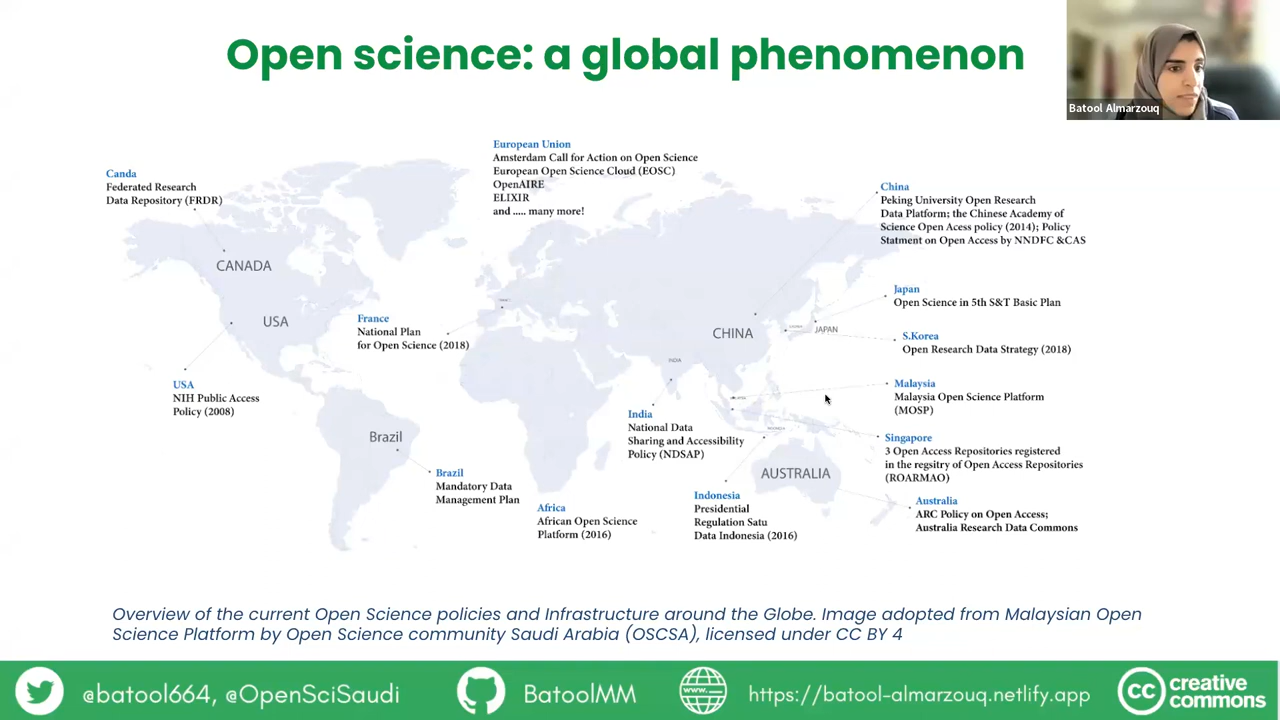 Open science: a global phenomenon
Batool Almarzouq
European Union
Amsterdam Call for Action on Open Science
European Open Science Cloud (EOSC)
OpenAIRE
ELIXIR
and ..... many more!
Canda
Federated Research
Data Repository (FRDR)
China
Peking University Open Research
Data Platform; the Chinese Academy of
Science Open Acess policy (2014); Policy
Statment on Open Access by NNDFC &CAS
CANADA
Japan
Open Science in 5th S&T Basic Plan
USA
France
National Plan
for Open Science (2018)
CHINA
JAPAN
S.Korea
Open Research Data Strategy (2018)
INDIA
USA
NIH Public Access
Policy (2008)
Malaysia
Malaysia Open Science Platform
(MOSP)
India
National Data
Sharing and Accessibility
Policy (NDSAP)
Brazil
Singapore
3 Open Access Repositories registered
in the regsitry of Open Access Repositories
(ROARMAO)
AUSTRALIA
Brazil
Mandatory Data
Management Plan
Indonesia
Presidential
Regulation Satu
Data Indonesia (2016)
Africa
African Open Science
Platform (2016)
Australia
ARC Policy on Open Access;
Australia Research Data Commons
Overview of the current Open Science policies and Infrastructure around the Globe. Image adopted from Malaysian Open
Science Platform by Open Science community Saudi Arabia (OSCSA), licensed under CC BY 4
@batool664, @OpenSciSaudi
BatoolMM
www.
https://batool-almarzouq.netlify.app
cc creative
commons